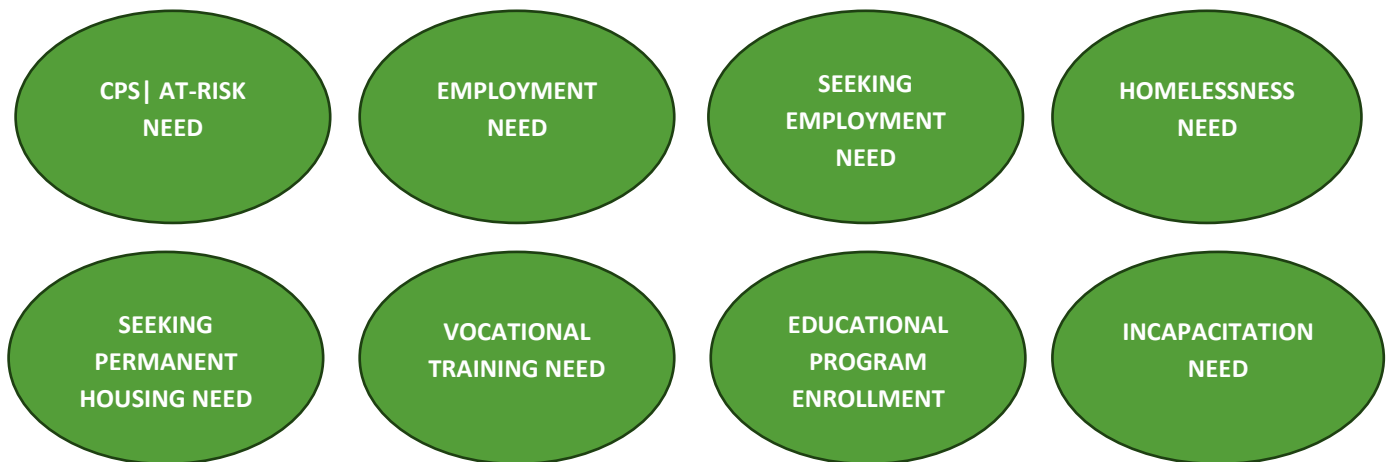 CPS| AT-RISK
NEED
EMPLOYMENT
NEED
SEEKING
EMPLOYMENT
NEED
HOMELESSNESS
NEED
SEEKING
PERMANENT
HOUSING NEED
VOCATIONAL
TRAINING NEED
EDUCATIONAL
PROGRAM
ENROLLMENT
INCAPACITATION
NEED